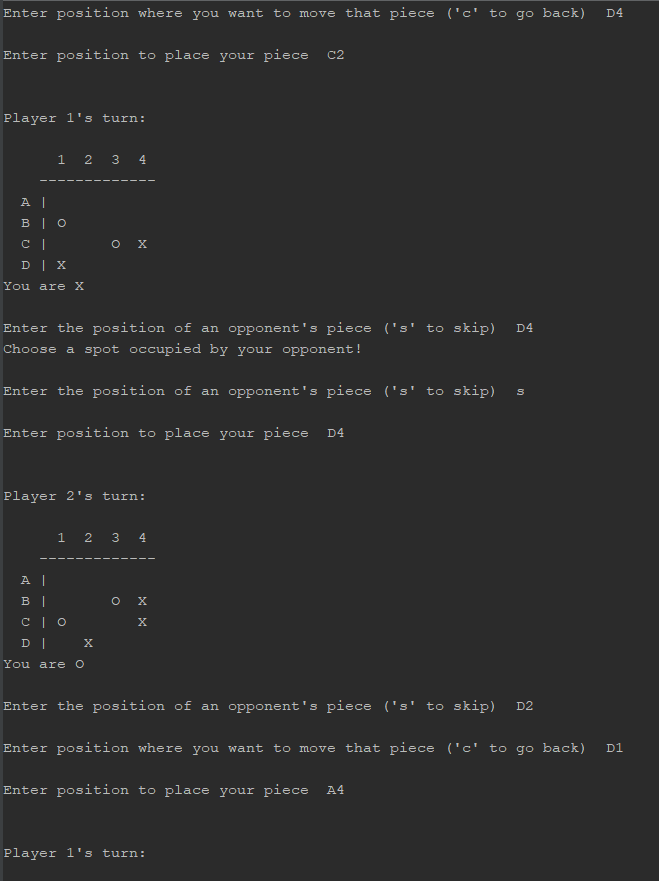 Enter position where you want to move that piece ('c' to go back)  D4
Enter position to place your piece  C2
Player 1's turn:
      1  2  3  4
    -------------
  A |
  B | O
  C |       O  X
  D | X
You are X
Enter the position of an opponent's piece ('s' to skip)  D4
Choose a spot occupied by your opponent!
Enter the position of an opponent's piece ('s' to skip)  s
Enter position to place your piece  D4
Player 2's turn:
      1  2  3  4
    -------------
  A |
  B |       O  X
  C | O        X
  D |    X
You are O
Enter the position of an opponent's piece ('s' to skip)  D2
Enter position where you want to move that piece ('c' to go back)  D1
Enter position to place your piece  A4
Player 1's turn: